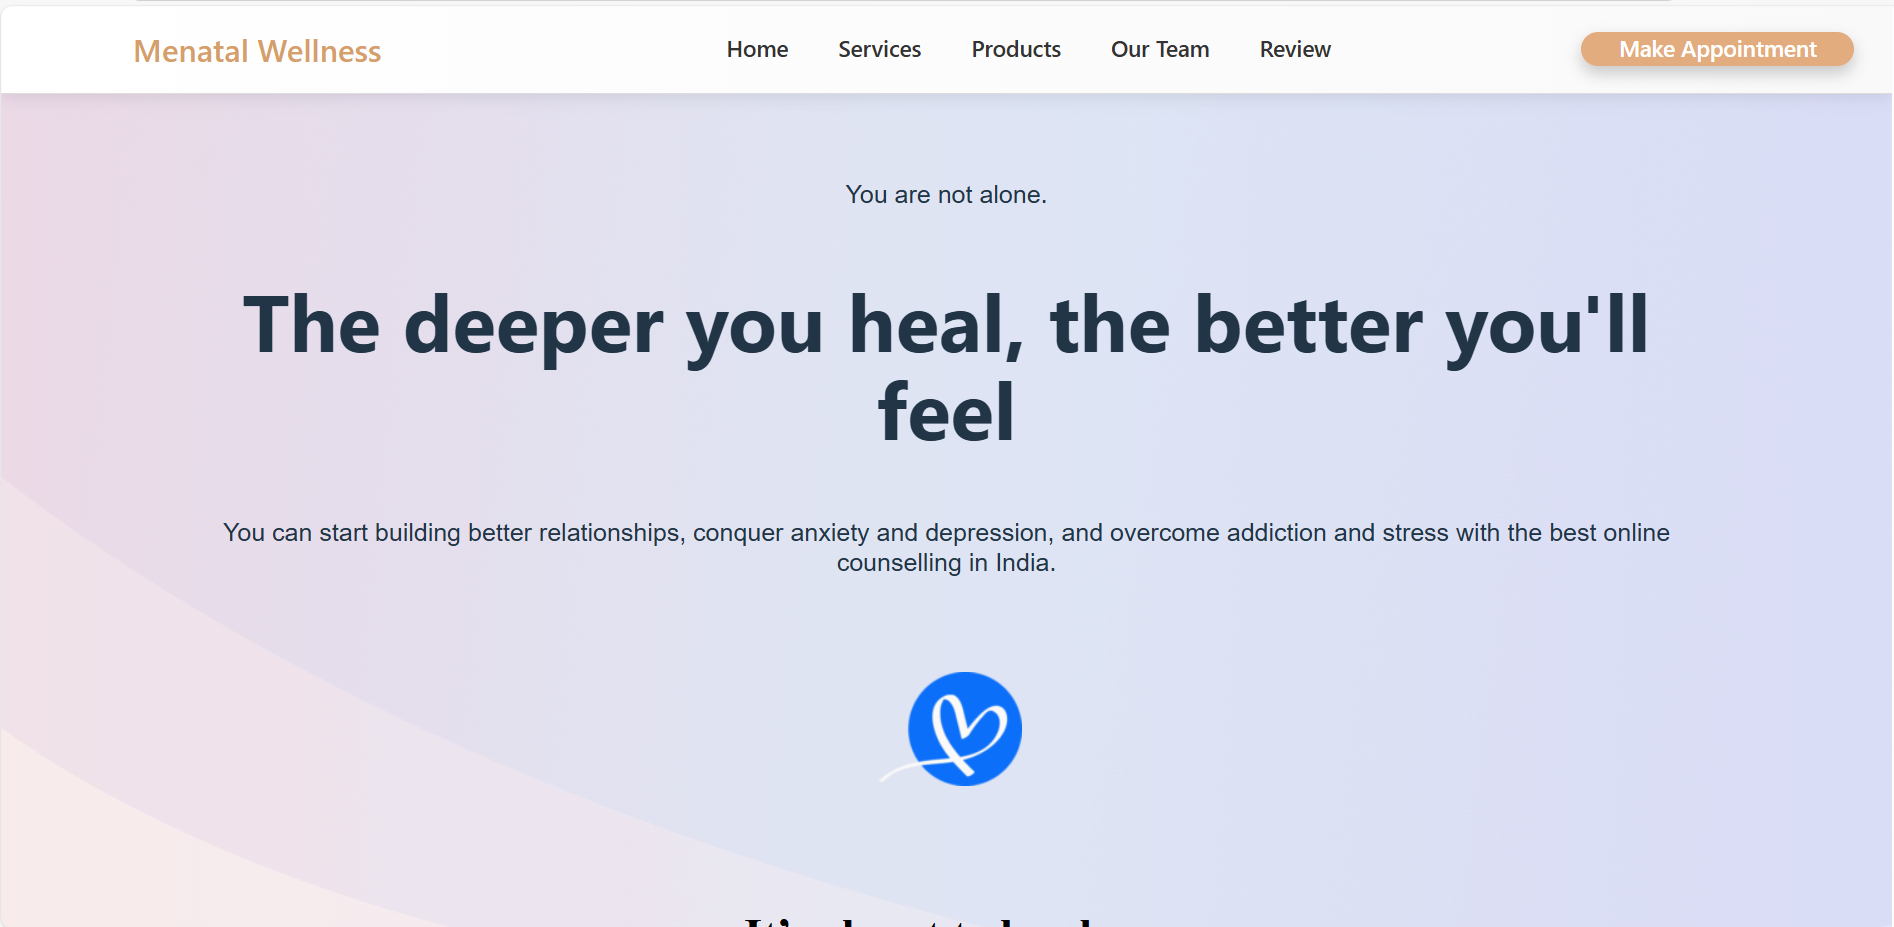 Menatal Wellness
Home Services Products Our Team Review
Make Appointment
You are not alone.
The deeper you heal, the better you'll
feel
You can start building better relationships, conquer anxiety and depression, and overcome addiction and stress with the best online
counselling in India.